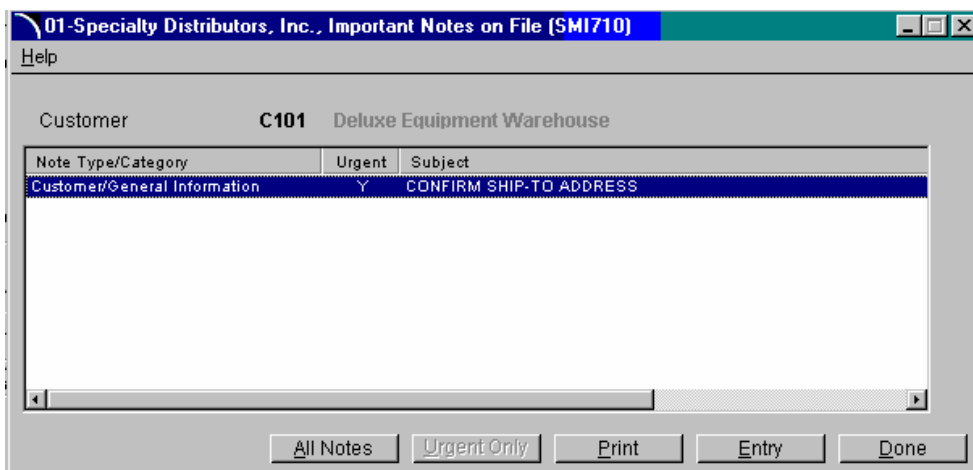 01-Specialty Distributors, Inc., Important Notes on File (SMI710)
Help
Customer C101 Deluxe Equipment Warehouse
Note Type/Category Urgent Subject
Customer/General Information Y CONFIRM SHIP-TO ADDRESS
All Notes Urgent Only Print Entry Done